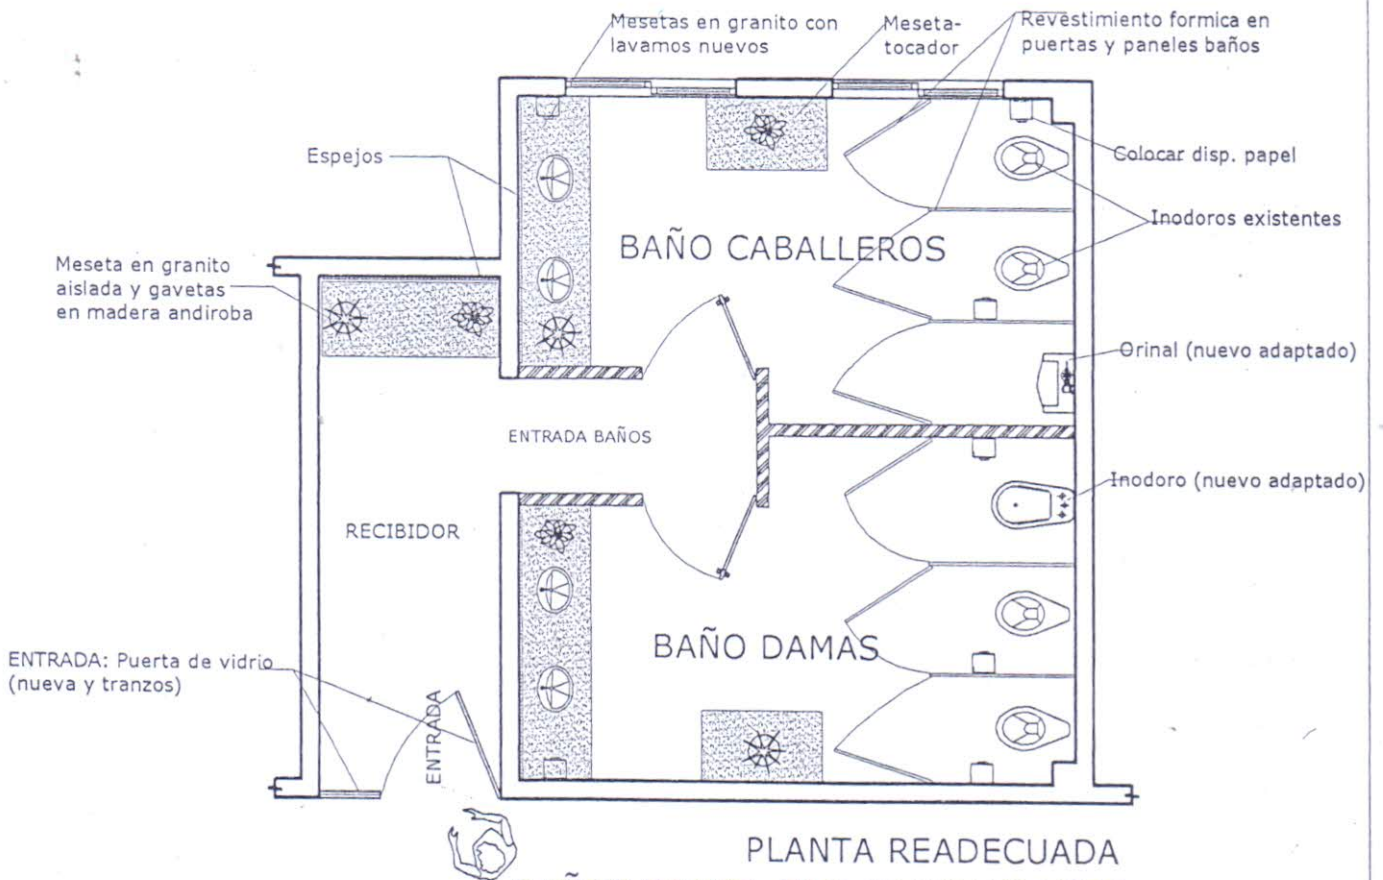 Mesetas en granito con
lavamos nuevos
Meseta-
tocador
Revestimiento formica en
puertas y paneles baños
Espejos
Colocar disp. papel
Inodoros existentes
BAÑO CABALLEROS
Meseta en granito
aislada y gavetas
en madera andiroba
Orinal (nuevo adaptado)
ENTRADA BAÑOS
Inodoro (nuevo adaptado)
RECIBIDOR
BAÑO DAMAS
ENTRADA: Puerta de vidrio
(nueva y tranzos)
ENTRADA
PLANTA READECUADA